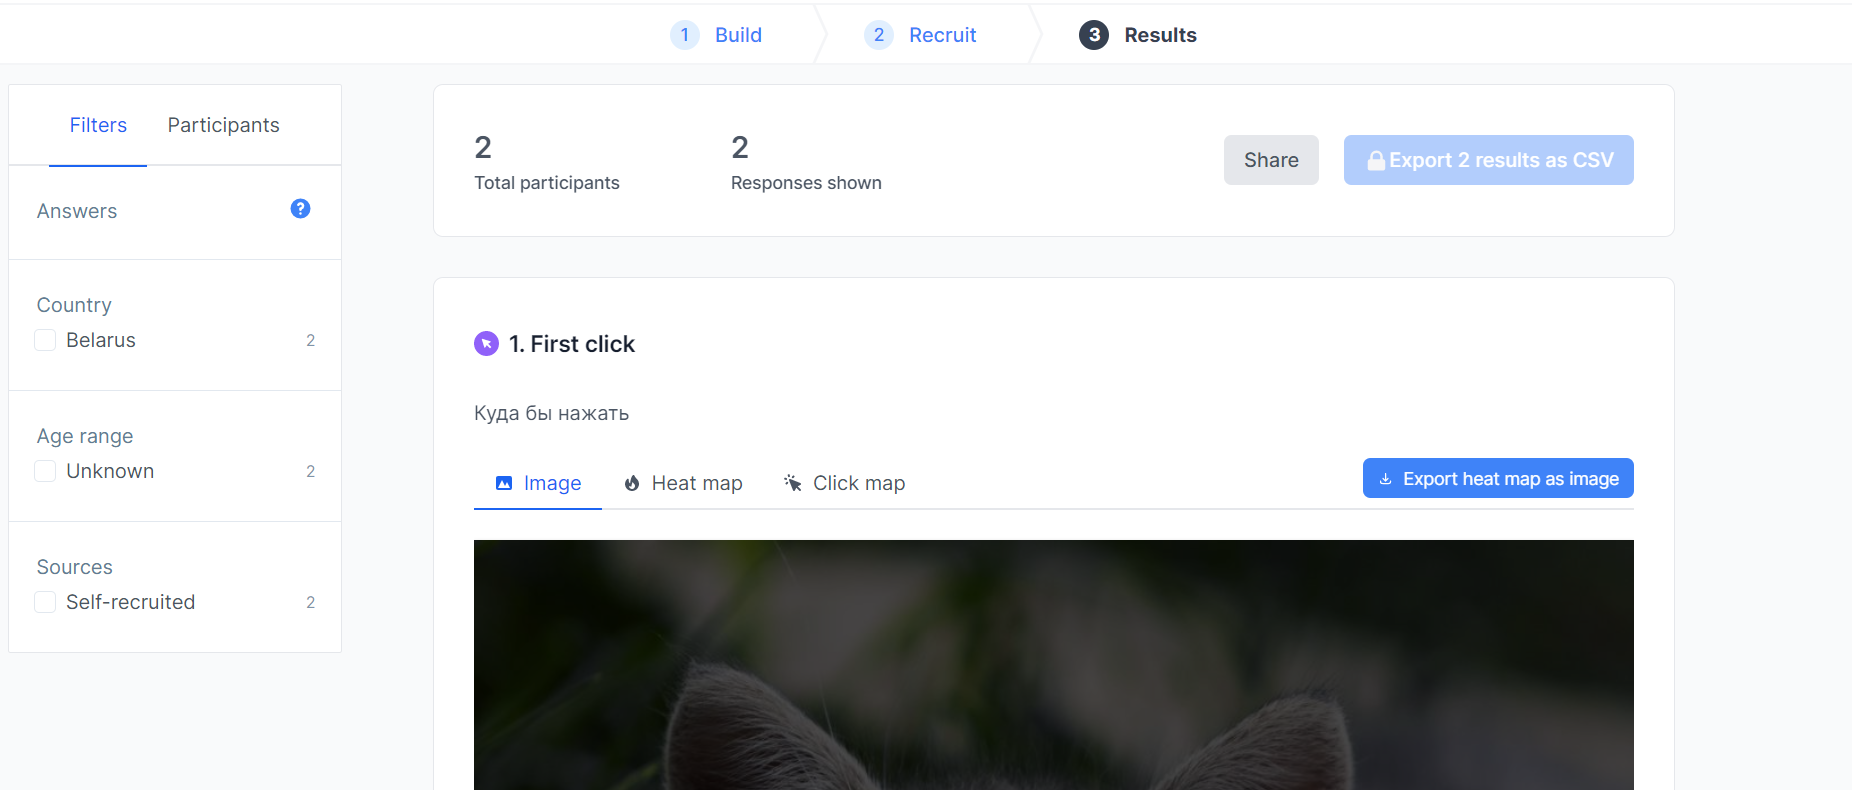 1 Build
2 Recruit
3 Results
Filters Participants
Answers ?
Country
Belarus 2
Age range
Unknown 2
Sources
Self-recruited 2
2
Total participants
2
Responses shown
Share
Export 2 results as CSV
1. First click
Куда бы нажать
Image Heat map Click map
Export heat map as image